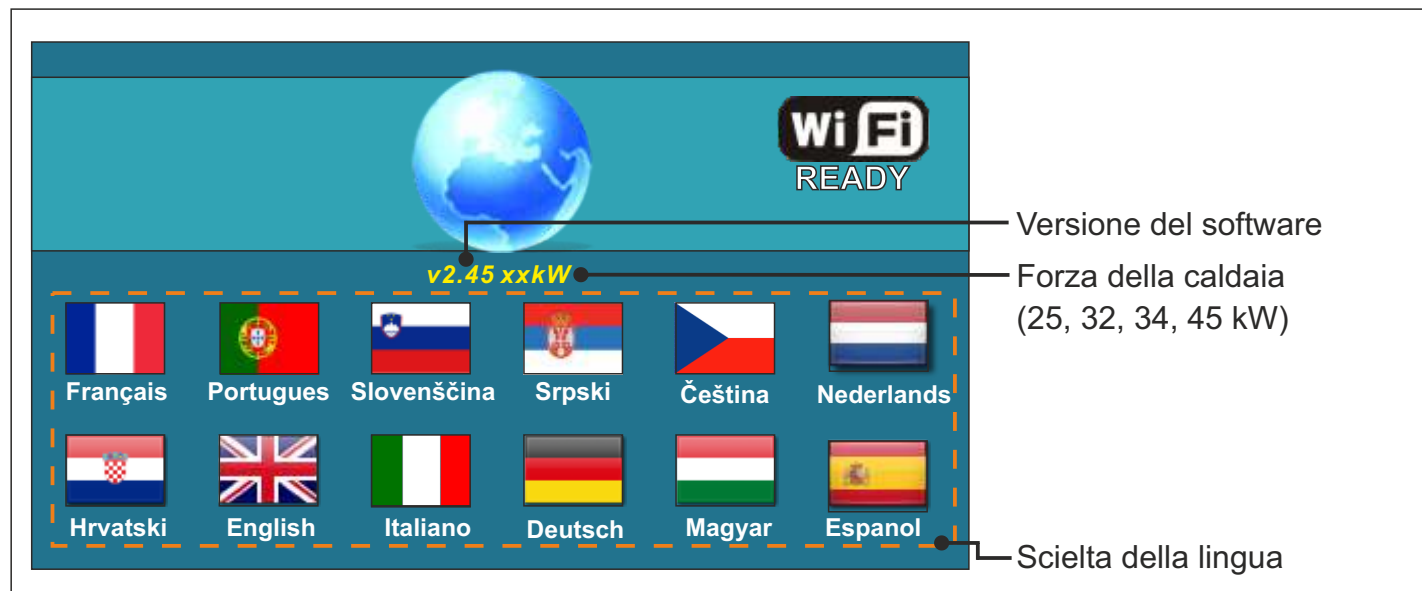 Wi Fi
READY
Versione del software
v2.45 xxkW
Forza della caldaia
(25, 32, 34, 45 kW)
Français Portugues Slovenščina Srpski Čeština Nederlands
Hrvatski English Italiano Deutsch Magyar Espanol
Scielta della lingua